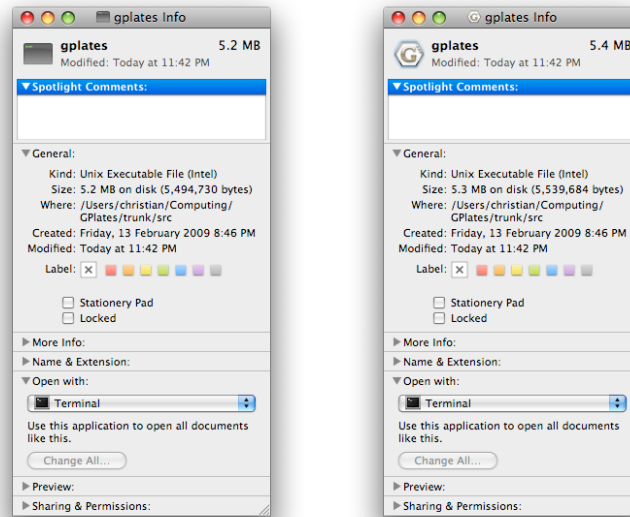 gplates Info
gplates 5.2 MB
Modified: Today at 11:42 PM
Spotlight Comments:
General:
Kind: Unix Executable File (Intel)
Size: 5.2 MB on disk (5,494,730 bytes)
Where: /Users/christian/Computing/
GPlates/trunk/src
Created: Friday, 13 February 2009 8:46 PM
Modified: Today at 11:42 PM
Label:
Stationery Pad
Locked
More Info:
Name & Extension:
Open with:
Terminal
Use this application to open all documents
like this.
Change All...
Preview:
Sharing & Permissions:
gplates Info
gplates 5.4 MB
Modified: Today at 11:42 PM
Spotlight Comments:
General:
Kind: Unix Executable File (Intel)
Size: 5.3 MB on disk (5,539,684 bytes)
Where: /Users/christian/Computing/
GPlates/trunk/src
Created: Friday, 13 February 2009 8:46 PM
Modified: Today at 11:42 PM
Label:
Stationery Pad
Locked
More Info:
Name & Extension:
Open with:
Terminal
Use this application to open all documents
like this.
Change All...
Preview:
Sharing & Permissions: